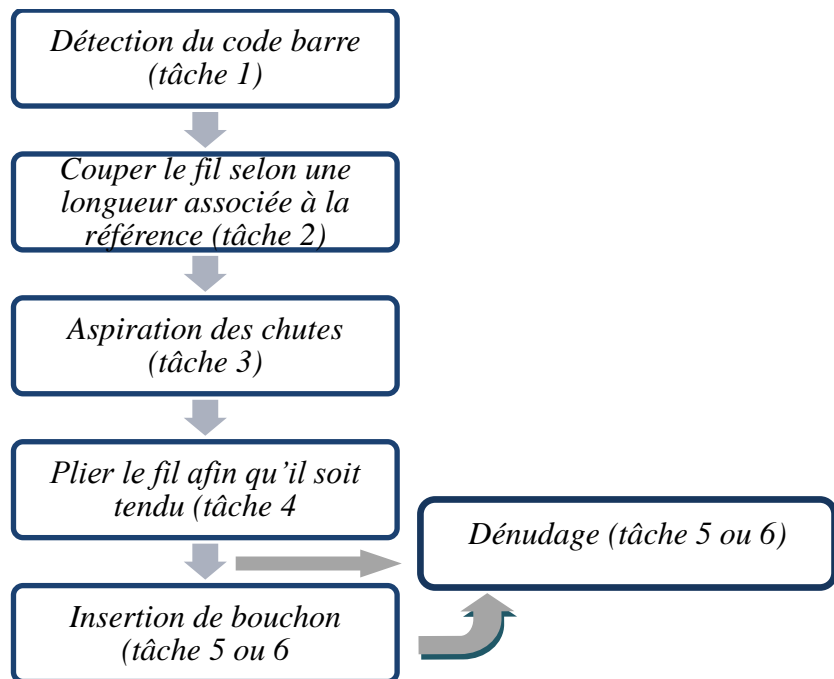 Détection du code barre
(tâche 1)
Couper le fil selon une
longueur associée à la
référence (tâche 2)
Aspiration des chutes
(tâche 3)
Plier le fil afin qu'il soit
tendu (tâche 4
Dénudage (tâche 5 ou 6)
Insertion de bouchon
(tâche 5 ou 6